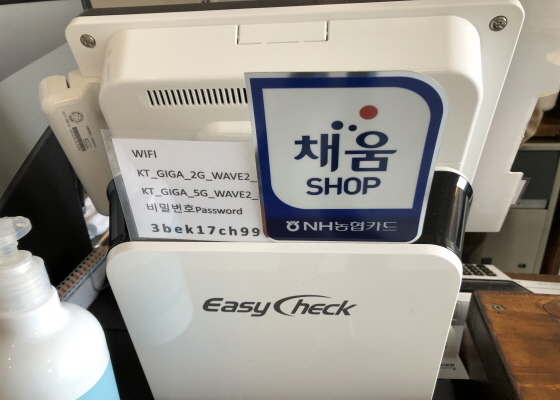 WIFI
KT_GIGA_2G_WAVE2_
KT_GIGA_5G_WAVE2_
비밀번호Password
3bek17ch99
채움
SHOP
NH농협카드
EasyCheck